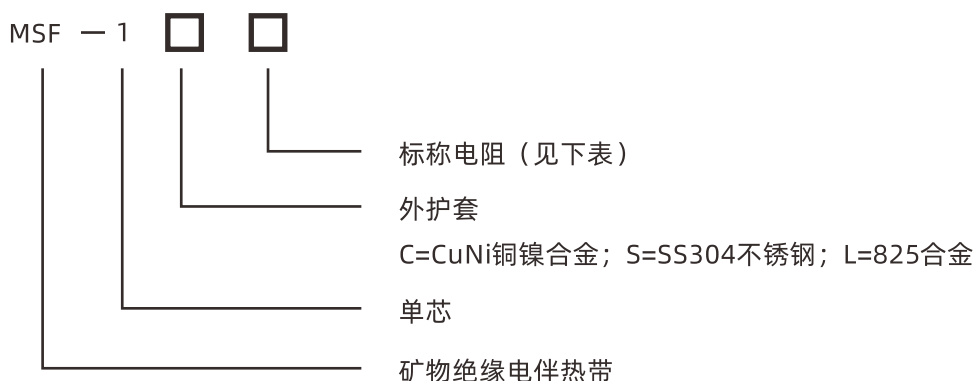 MSF — 1 □ □
标称电阻（见下表）
外护套
C=CuNi铜镍合金；S=SS304不锈钢；L=825合金
单芯
矿物绝缘电伴热带